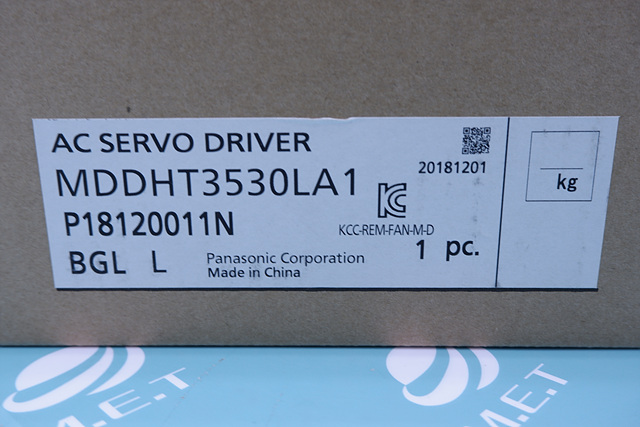 AC SERVO DRIVER
20181201
MDDHT3530LA1
kg
P18120011N
KCC-REM-FAN-M-D
BGL L
Panasonic Corporation
Made in China
1 pc.
M.E.T
M.E.T